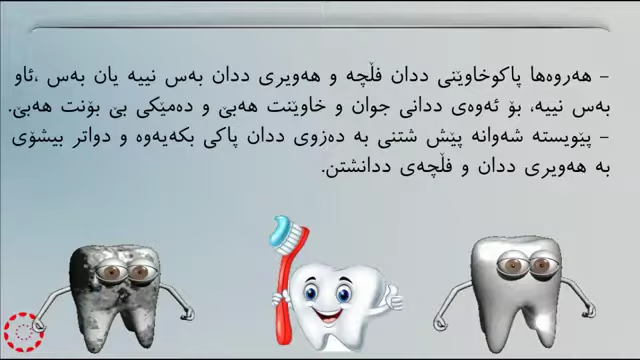 - هەروەها پاکوخاوێنی ددان فڵچە و هەویری ددان بەس نییە یان بەس ،ئاو
بەس نییە، بۆ ئەوەی ددانی جوان و خاوێنت هەبێ و دەمێکی بێ بۆنت هەبێ.
- پێویستە شەوانە پێش شتنی بە دەزوی ددان پاکی بکەیەوە و دواتر بیشۆی
بە هەویری ددان و فڵچەی ددانشتن.